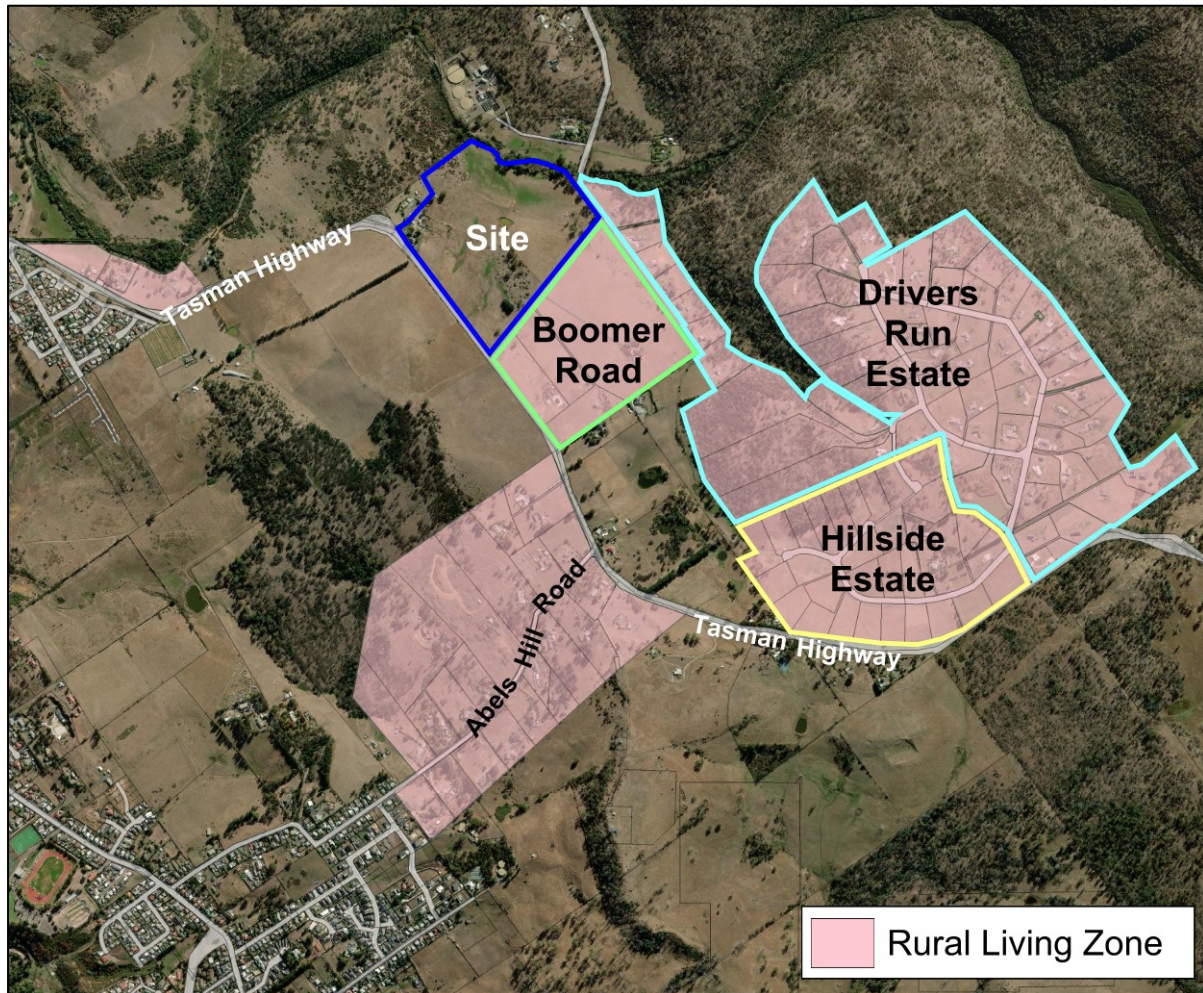 Site
Tasman Highway
Boomer
Road
Drivers
Run
Estate
Hillside
Estate
Abels Hill Road
Tasman Highway
Rural Living Zone